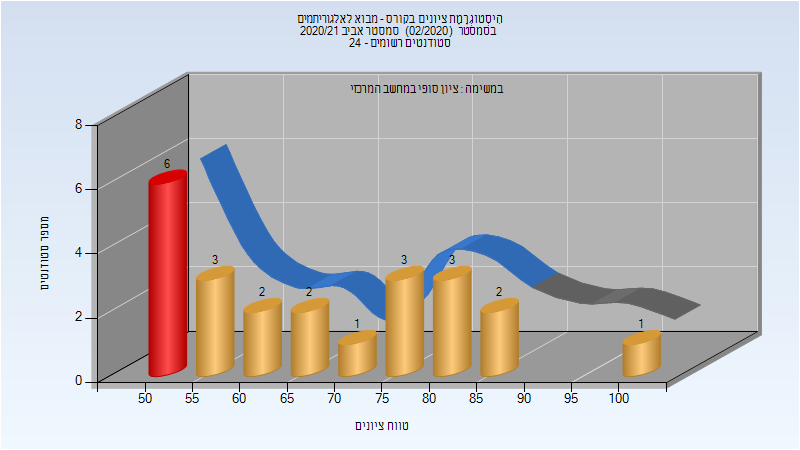 היסטוגרמת ציונים בקורס - מבוא לאלגוריתמים
בסמסטר (02/2020) סמסטר אביב 2020/21
סטודנטים רשומים - 24
במשימה : ציון סופי במחשב המרכזי
מספר סטודנטים
8
6
4
2
0
6
3
2
2
1
3
3
2
1
50 55 60 65 70 75 80 85 90 95 100
טווח ציונים